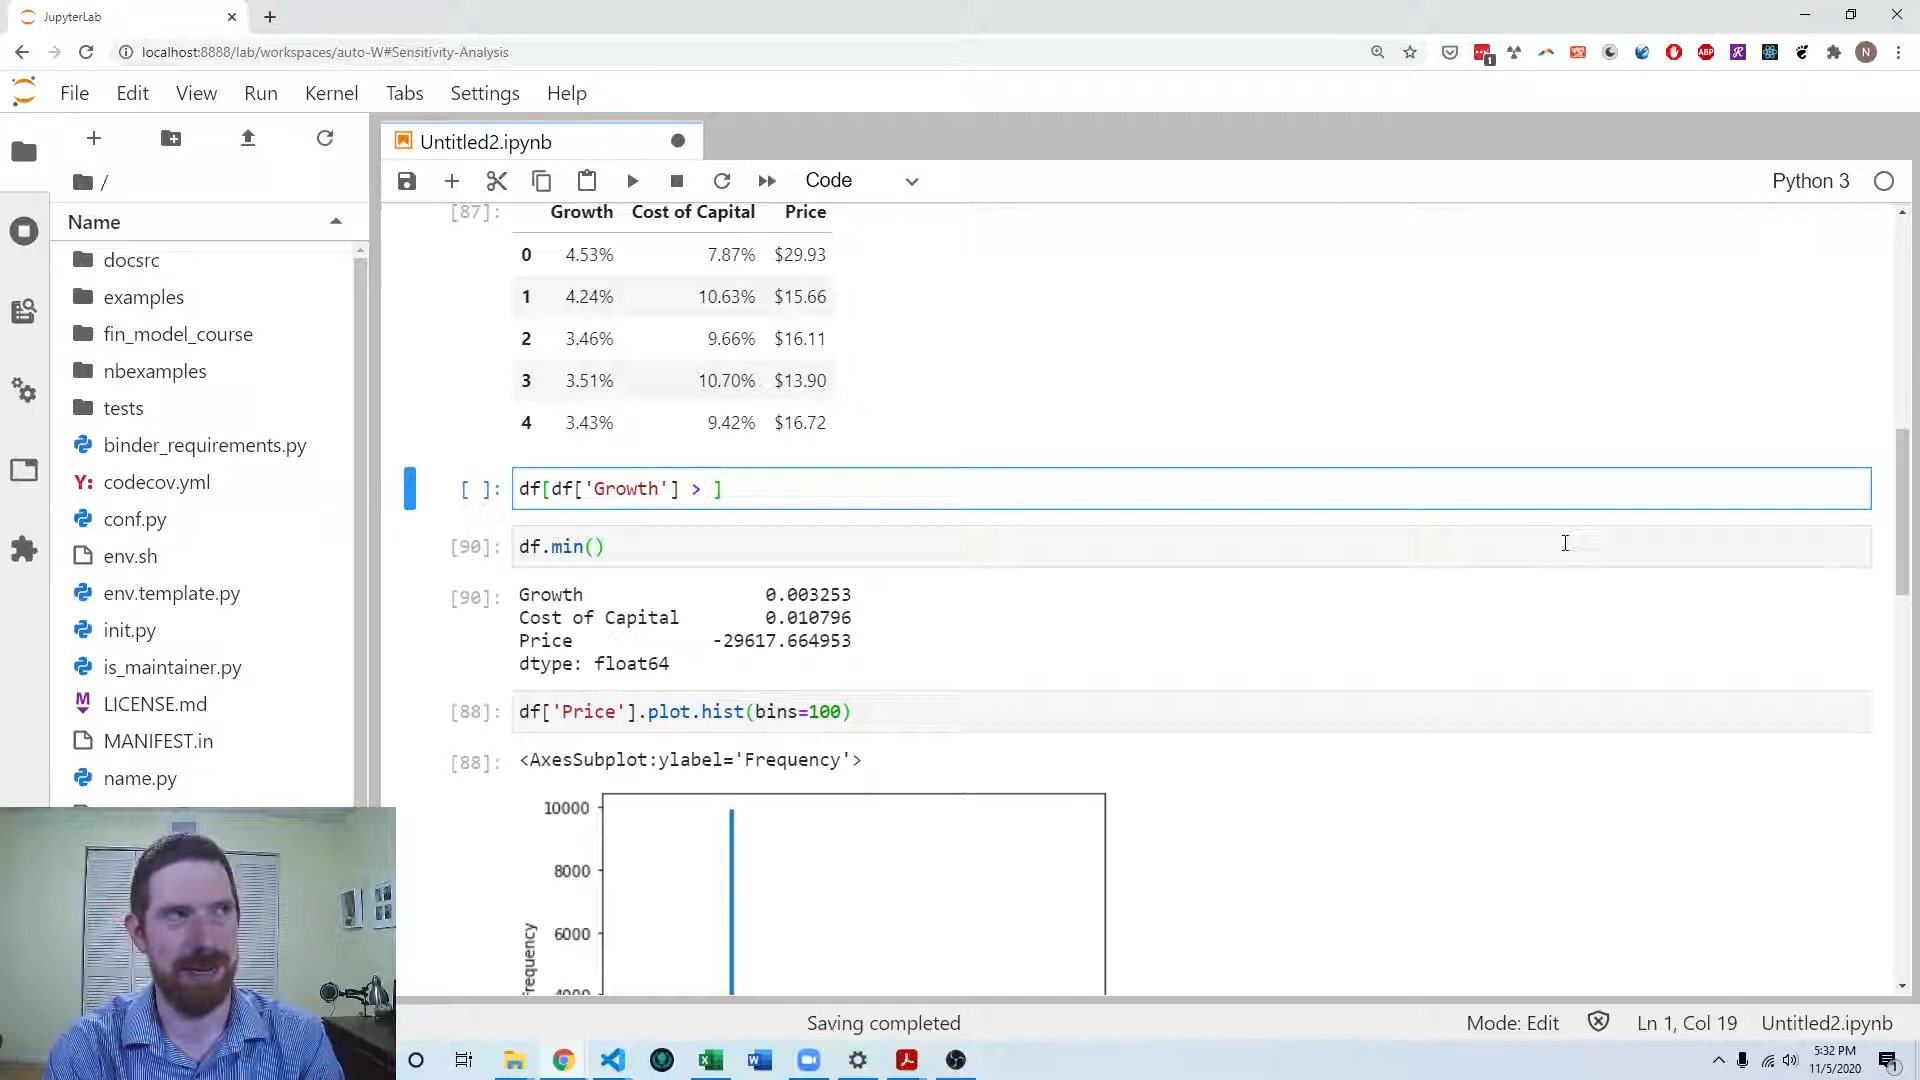 JupyterLab
localhost:8888/lab/workspaces/auto-W#Sensitivity-Analysis
1
ABP
N
File Edit View Run Kernel Tabs Settings Help
Untitled2.ipynb
Code
Python 3
/
Name
docsrc
examples
fin_model_course
nbexamples
tests
binder_requirements.py
codecov.yml
conf.py
env.sh
env.template.py
init.py
is_maintainer.py
LICENSE.md
MANIFEST.in
name.py
[87]: Growth Cost of Capital Price
0 4.53% 7.87% $29.93
1 4.24% 10.63% $15.66
2 3.46% 9.66% $16.11
3 3.51% 10.70% $13.90
4 3.43% 9.42% $16.72
[ ]: df[df['Growth'] > ]
[90]: df.min()
[90]: Growth 0.003253
Cost of Capital 0.010796
Price -29617.664953
dtype: float64
[88]: df['Price'].plot.hist(bins=100)
[88]: <AxesSubplot:ylabel='Frequency'>
10000
8000
6000
4000
Frequency
Saving completed
Mode: Edit
Ln 1, Col 19
Untitled2.ipynb
5:32 PM
11/5/2020
1